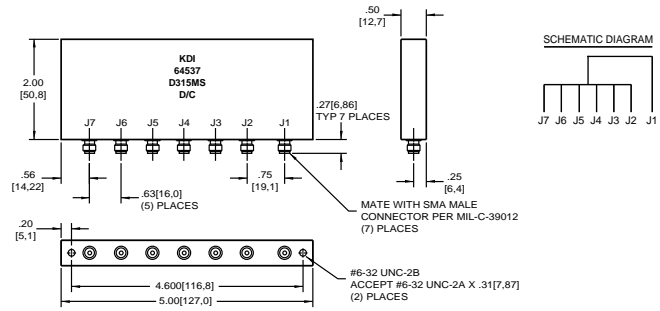 .50
[12,7]
SCHEMATIC DIAGRAM
KDI
64537
D315MS
D/C
2.00
[50,8]
.27[6,86]
TYP 7 PLACES
J7 J6 J5 J4 J3 J2 J1
J7 J6 J5 J4 J3 J2 J1
.56
[14,22]
.63[16,0]
(5) PLACES
.75
[19,1]
.25
[6,4]
MATE WITH SMA MALE
CONNECTOR PER MIL-C-39012
(7) PLACES
.20
[5,1]
#6-32 UNC-2B
ACCEPT #6-32 UNC-2A X .31[7,87]
(2) PLACES
4.600[116,8]
5.00[127,0]